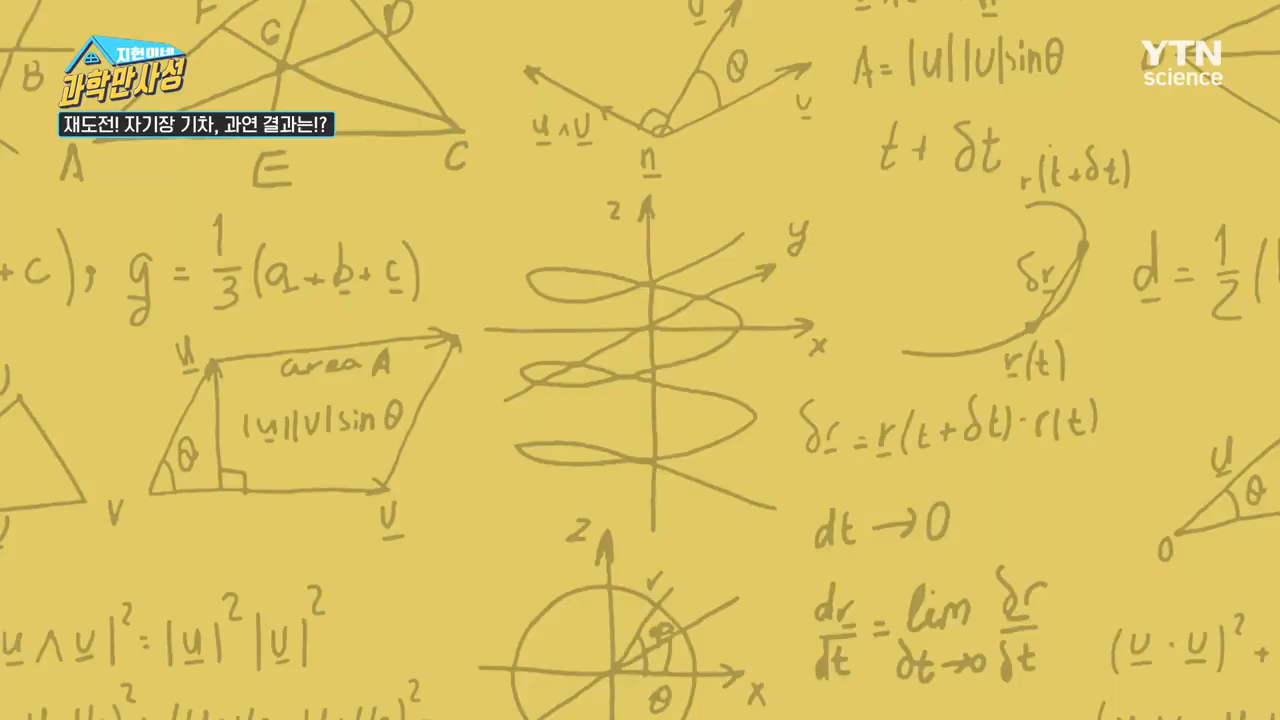 지현이네
과학만사성
재도전! 자기장 기차, 과연 결과는!?
YTN
science
F
G
D
B
A
E
C
θ
u ∧ v
n
A = |u||v|sinθ
t + δt
r(t+δt)
δr
r(t)
z
y
x
+ c);
g = 1/3 (a + b + c)
d = 1/2 (
u
area A
|u||v|sin θ
θ
V
v
δr = r(t + δt) - r(t)
dt → 0
dr/dt = lim δt→0 δr/δt
u
θ
O
z
r
φ
θ
x
u ∧ v|² = |u|² |v|²
(u · v)² +